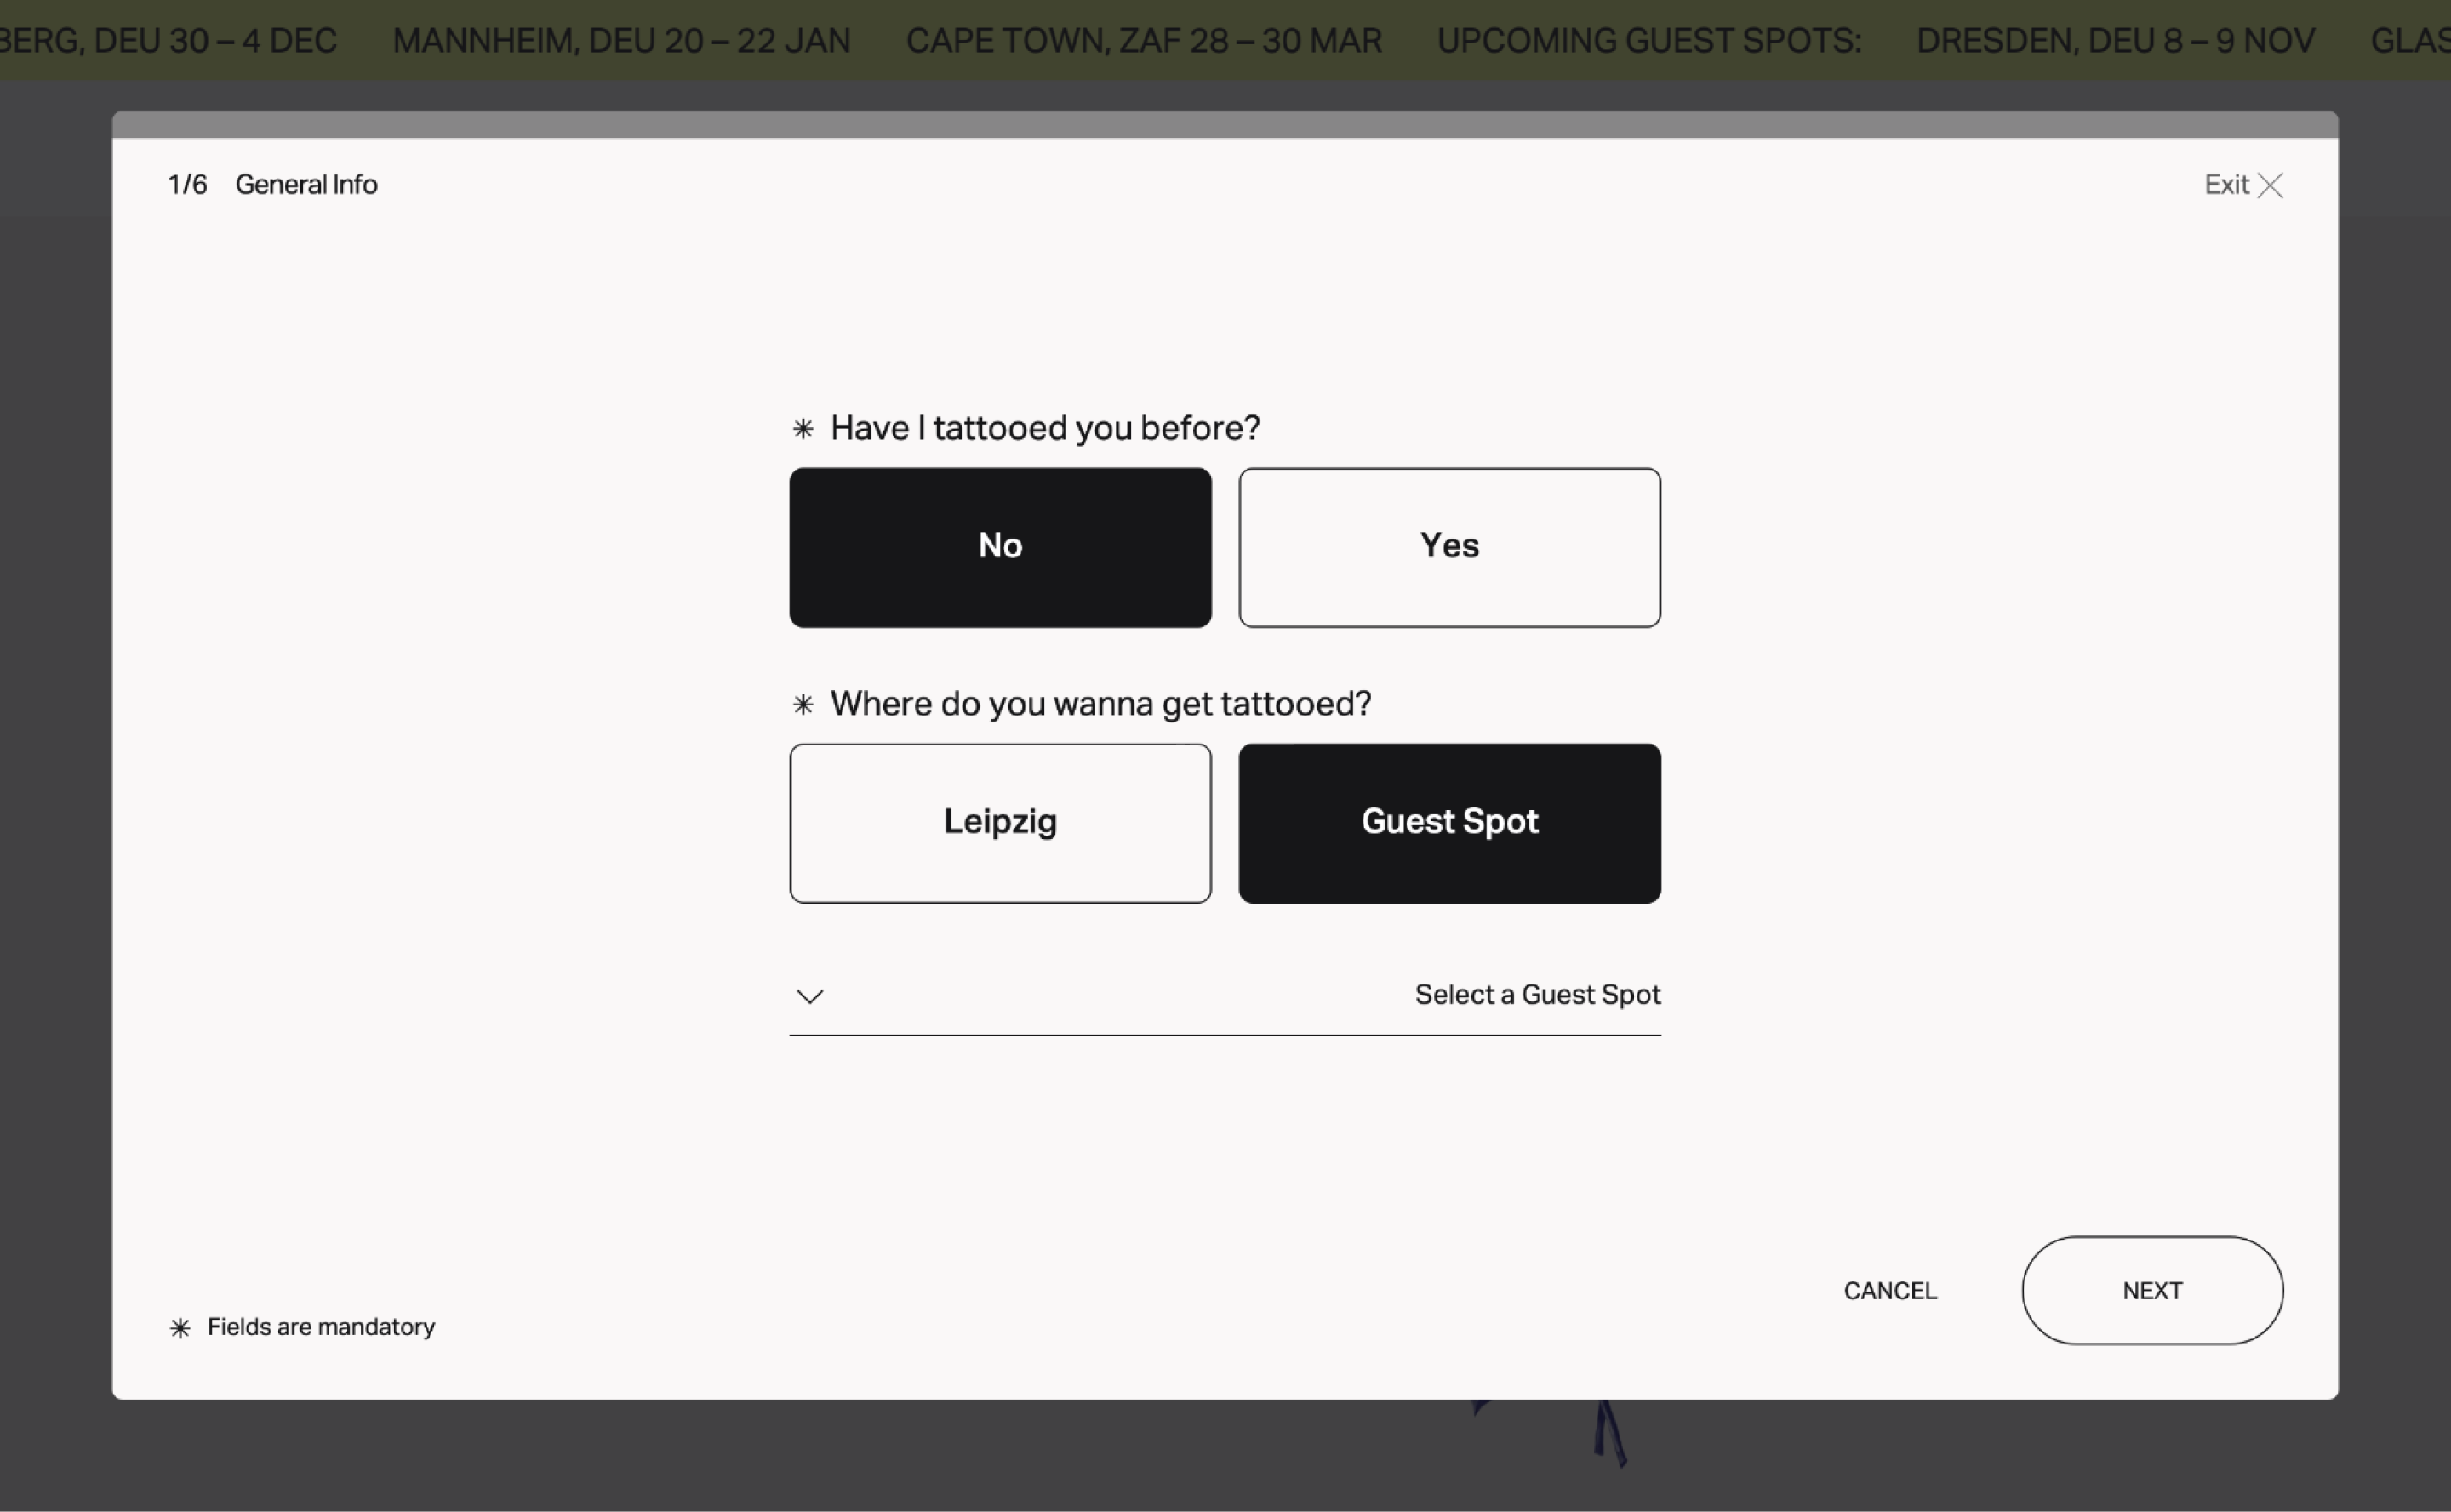 BERG, DEU 30 – 4 DEC MANNHEIM, DEU 20 – 22 JAN CAPE TOWN, ZAF 28 – 30 MAR UPCOMING GUEST SPOTS: DRESDEN, DEU 8 – 9 NOV GLAS
1/6 General Info
Exit
✳ Have I tattooed you before?
No Yes
✳ Where do you wanna get tattooed?
Leipzig Guest Spot
Select a Guest Spot
CANCEL NEXT
✳ Fields are mandatory